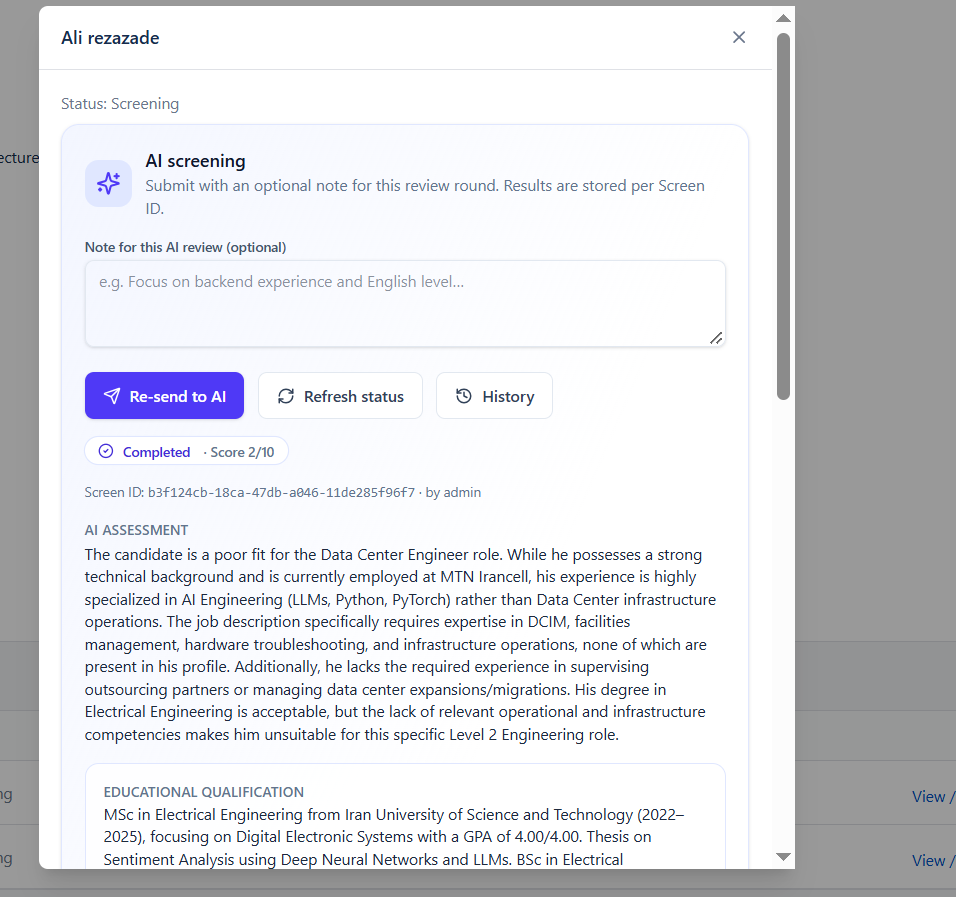 Ali rezazade
Status: Screening
ecture
AI screening
Submit with an optional note for this review round. Results are stored per Screen
ID.
Note for this AI review (optional)
e.g. Focus on backend experience and English level...
Re-send to AI
Refresh status
History
Completed · Score 2/10
Screen ID: b3f124cb-18ca-47db-a046-11de285f96f7 · by admin
AI ASSESSMENT
The candidate is a poor fit for the Data Center Engineer role. While he possesses a strong
technical background and is currently employed at MTN Irancell, his experience is highly
specialized in AI Engineering (LLMs, Python, PyTorch) rather than Data Center infrastructure
operations. The job description specifically requires expertise in DCIM, facilities
management, hardware troubleshooting, and infrastructure operations, none of which are
present in his profile. Additionally, he lacks the required experience in supervising
outsourcing partners or managing data center expansions/migrations. His degree in
Electrical Engineering is acceptable, but the lack of relevant operational and infrastructure
competencies makes him unsuitable for this specific Level 2 Engineering role.
EDUCATIONAL QUALIFICATION
ng
View /
MSc in Electrical Engineering from Iran University of Science and Technology (2022–
2025), focusing on Digital Electronic Systems with a GPA of 4.00/4.00. Thesis on
Sentiment Analysis using Deep Neural Networks and LLMs. BSc in Electrical
ng
View /